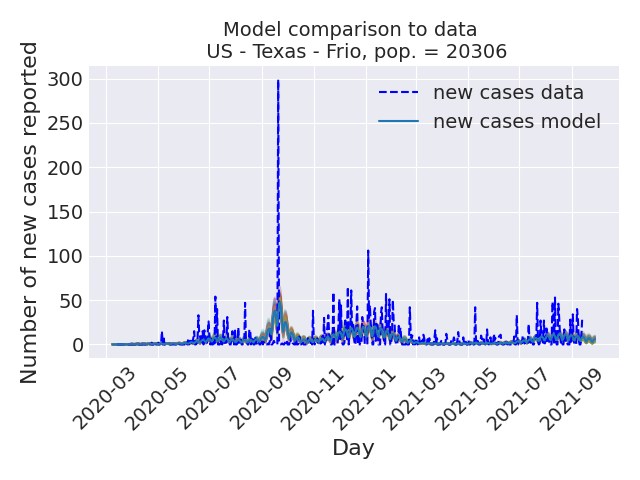 Model comparison to data
US - Texas - Frio, pop. = 20306
Number of new cases reported
300
250
200
150
100
50
0
new cases data
new cases model
2020-03
2020-05
2020-07
2020-09
2020-11
2021-01
2021-03
2021-05
2021-07
2021-09
Day